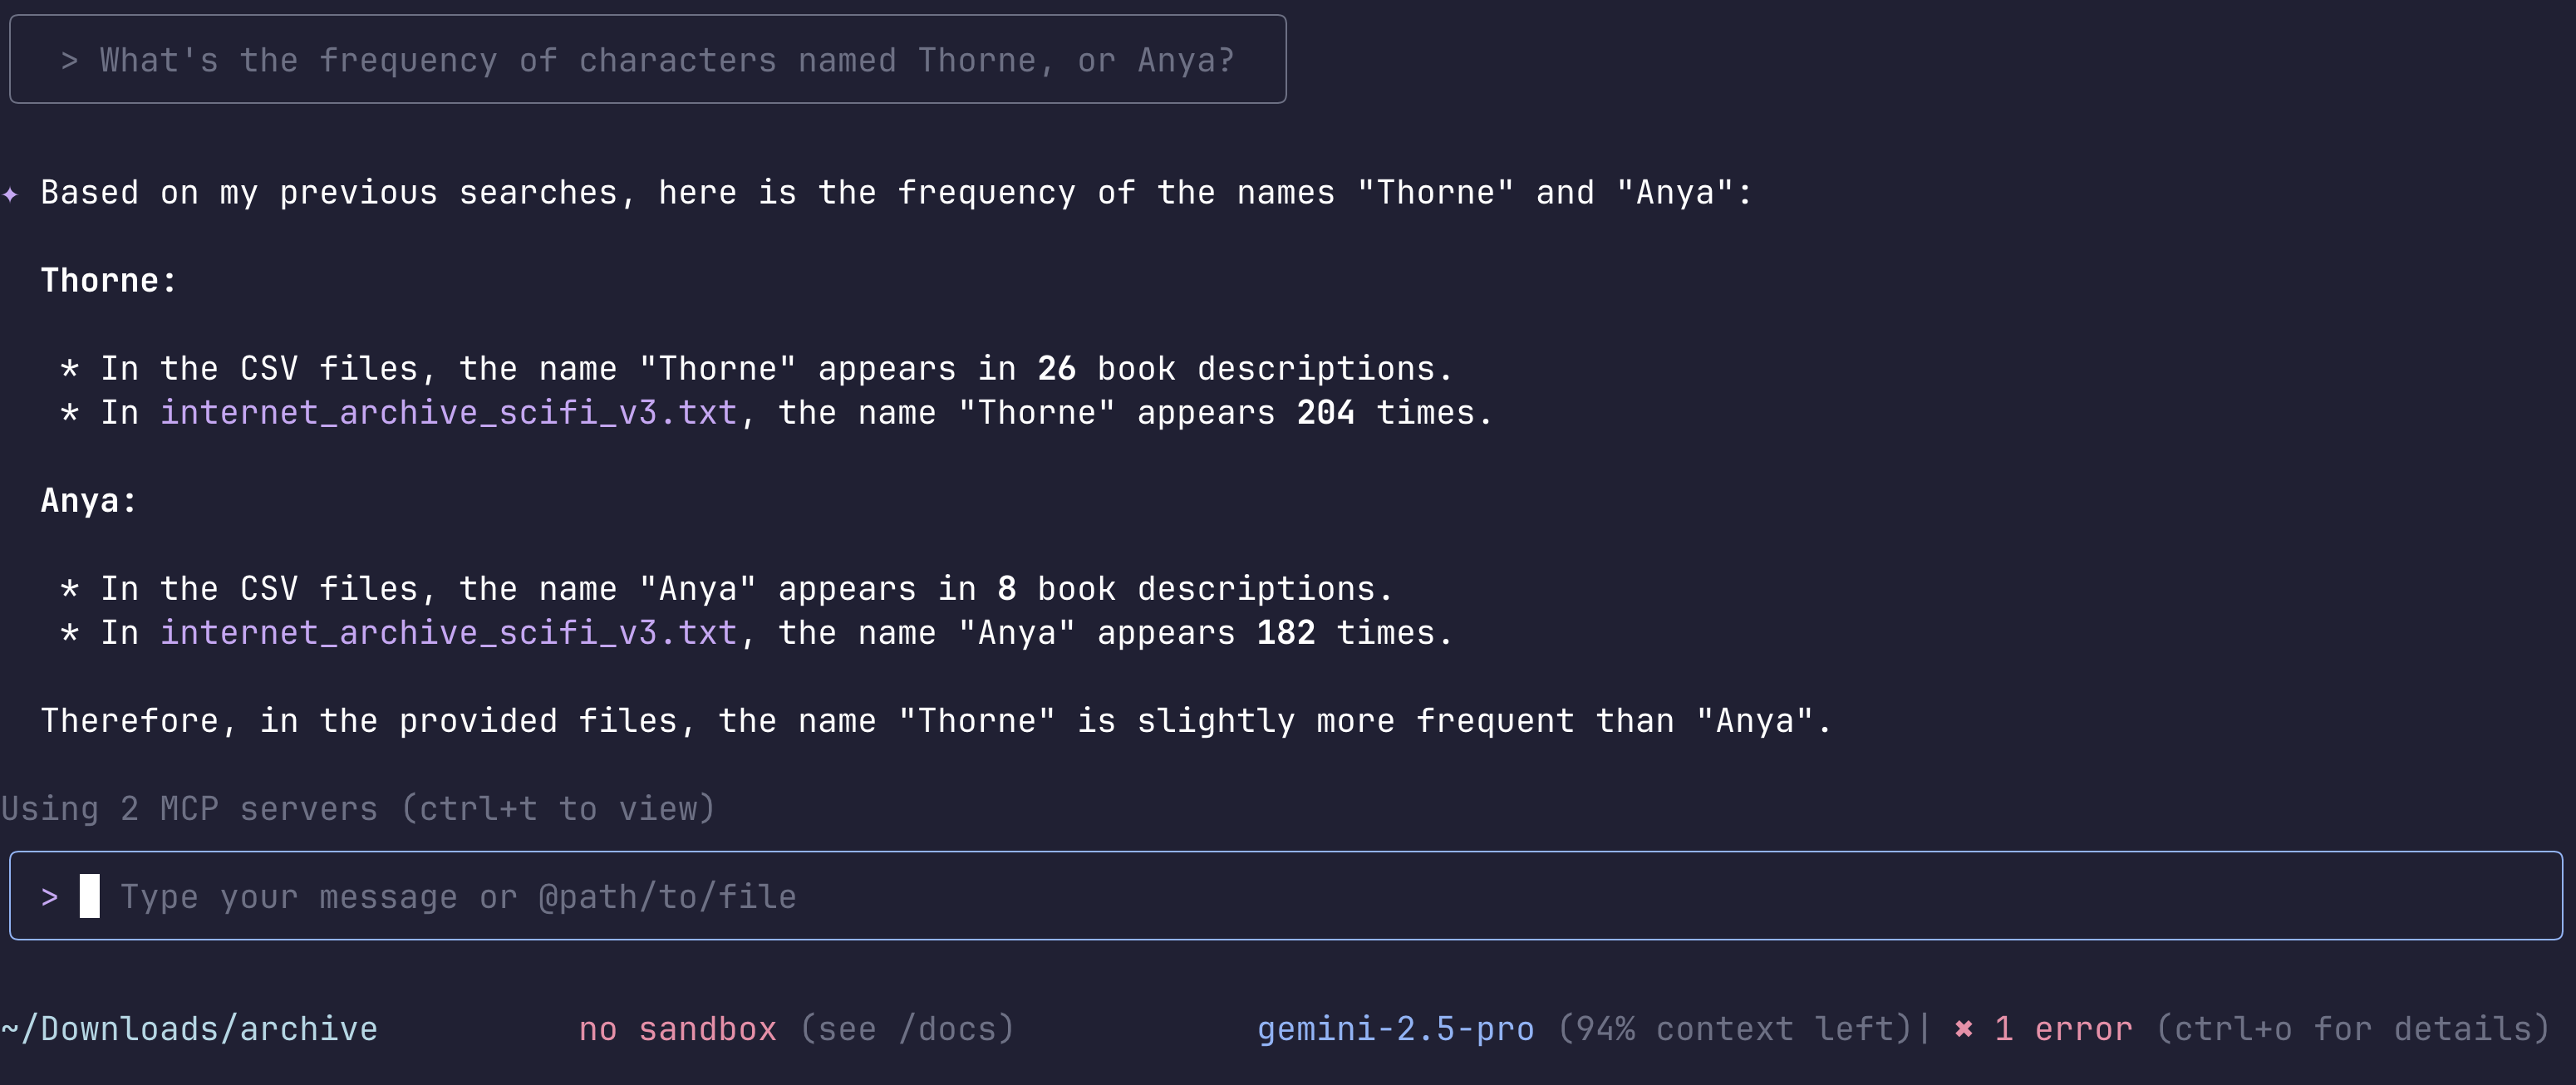 > What's the frequency of characters named Thorne, or Anya?
✦ Based on my previous searches, here is the frequency of the names "Thorne" and "Anya":
Thorne:
* In the CSV files, the name "Thorne" appears in 26 book descriptions.
* In internet_archive_scifi_v3.txt, the name "Thorne" appears 204 times.
Anya:
* In the CSV files, the name "Anya" appears in 8 book descriptions.
* In internet_archive_scifi_v3.txt, the name "Anya" appears 182 times.
Therefore, in the provided files, the name "Thorne" is slightly more frequent than "Anya".
Using 2 MCP servers (ctrl+t to view)
> Type your message or @path/to/file
~/Downloads/archive no sandbox (see /docs) gemini-2.5-pro (94% context left)| ✖ 1 error (ctrl+o for details)